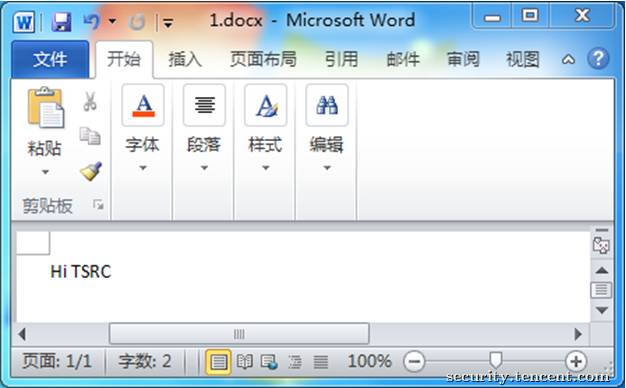 1.docx - Microsoft Word
文件 开始 插入 页面布局 引用 邮件 审阅 视图
粘贴 字体 段落 样式 编辑
剪贴板
Hi TSRC
页面: 1/1 字数: 2 100%
security.tencent.com